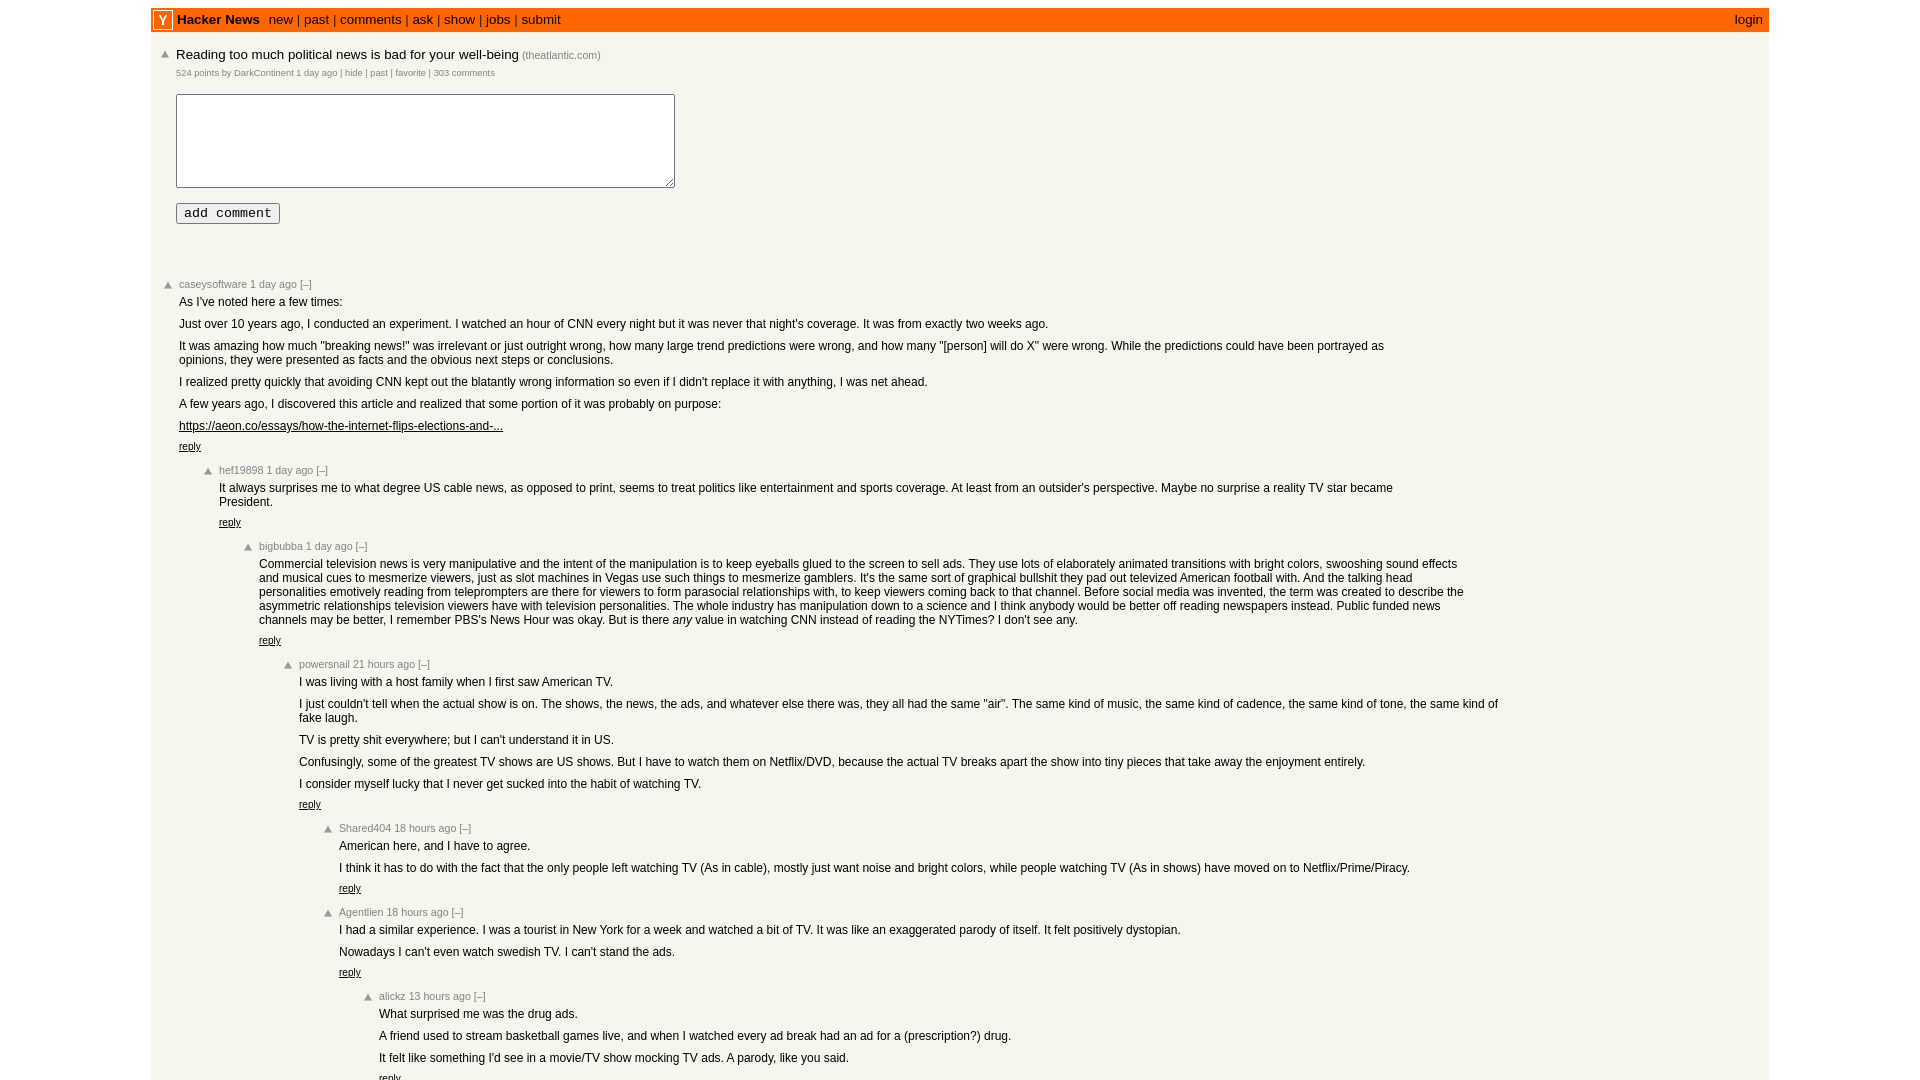 Y Hacker News new | past | comments | ask | show | jobs | submit login
Reading too much political news is bad for your well-being (theatlantic.com)
524 points by DarkContinent 1 day ago | hide | past | favorite | 303 comments
add comment
caseysoftware 1 day ago [–]
As I've noted here a few times:
Just over 10 years ago, I conducted an experiment. I watched an hour of CNN every night but it was never that night's coverage. It was from exactly two weeks ago.
It was amazing how much "breaking news!" was irrelevant or just outright wrong, how many large trend predictions were wrong, and how many "[person] will do X" were wrong. While the predictions could have been portrayed as
opinions, they were presented as facts and the obvious next steps or conclusions.
I realized pretty quickly that avoiding CNN kept out the blatantly wrong information so even if I didn't replace it with anything, I was net ahead.
A few years ago, I discovered this article and realized that some portion of it was probably on purpose:
https://aeon.co/essays/how-the-internet-flips-elections-and-...
reply
hef19898 1 day ago [–]
It always surprises me to what degree US cable news, as opposed to print, seems to treat politics like entertainment and sports coverage. At least from an outsider's perspective. Maybe no surprise a reality TV star became
President.
reply
bigbubba 1 day ago [–]
Commercial television news is very manipulative and the intent of the manipulation is to keep eyeballs glued to the screen to sell ads. They use lots of elaborately animated transitions with bright colors, swooshing sound effects
and musical cues to mesmerize viewers, just as slot machines in Vegas use such things to mesmerize gamblers. It's the same sort of graphical bullshit they pad out televized American football with. And the talking head
personalities emotively reading from teleprompters are there for viewers to form parasocial relationships with, to keep viewers coming back to that channel. Before social media was invented, the term was created to describe the
asymmetric relationships television viewers have with television personalities. The whole industry has manipulation down to a science and I think anybody would be better off reading newspapers instead. Public funded news
channels may be better, I remember PBS's News Hour was okay. But is there any value in watching CNN instead of reading the NYTimes? I don't see any.
reply
powersnail 21 hours ago [–]
I was living with a host family when I first saw American TV.
I just couldn't tell when the actual show is on. The shows, the news, the ads, and whatever else there was, they all had the same "air". The same kind of music, the same kind of cadence, the same kind of tone, the same kind of
fake laugh.
TV is pretty shit everywhere; but I can't understand it in US.
Confusingly, some of the greatest TV shows are US shows. But I have to watch them on Netflix/DVD, because the actual TV breaks apart the show into tiny pieces that take away the enjoyment entirely.
I consider myself lucky that I never get sucked into the habit of watching TV.
reply
Shared404 18 hours ago [–]
American here, and I have to agree.
I think it has to do with the fact that the only people left watching TV (As in cable), mostly just want noise and bright colors, while people watching TV (As in shows) have moved on to Netflix/Prime/Piracy.
reply
Agentlien 18 hours ago [–]
I had a similar experience. I was a tourist in New York for a week and watched a bit of TV. It was like an exaggerated parody of itself. It felt positively dystopian.
Nowadays I can't even watch swedish TV. I can't stand the ads.
reply
alickz 13 hours ago [–]
What surprised me was the drug ads.
A friend used to stream basketball games live, and when I watched every ad break had an ad for a (prescription?) drug.
It felt like something I'd see in a movie/TV show mocking TV ads. A parody, like you said.
reply